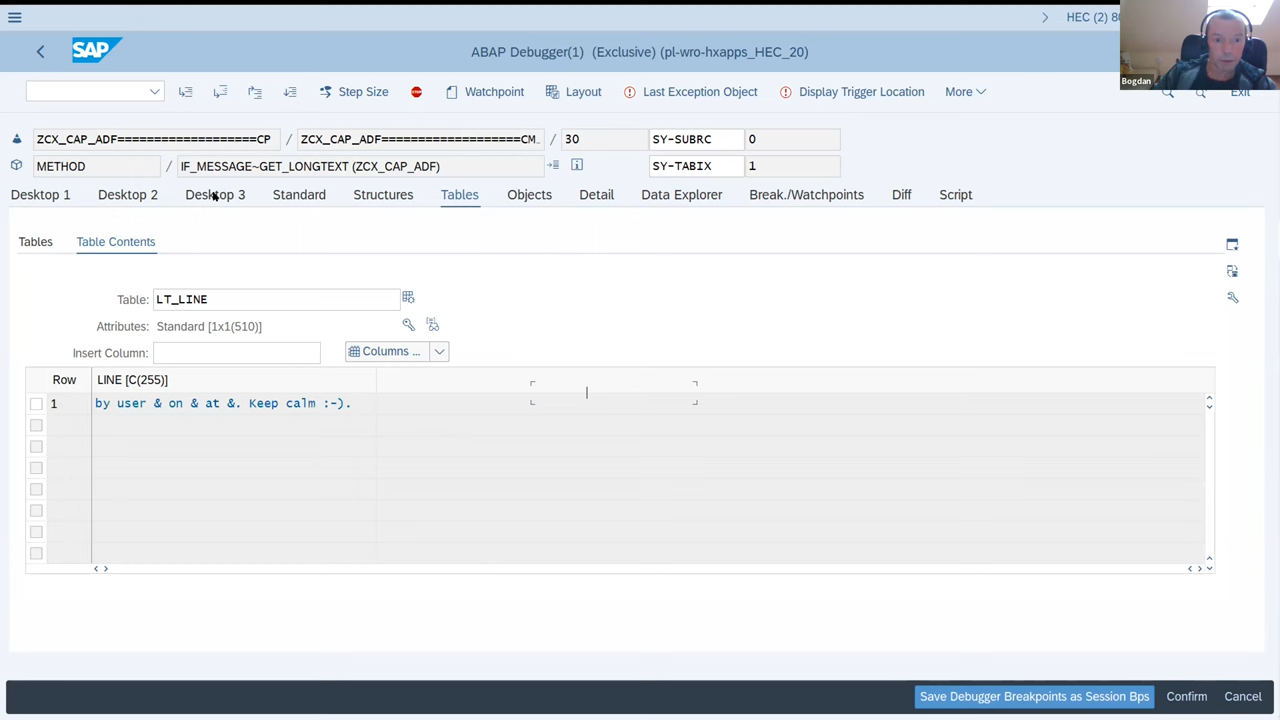 HEC (2) 80
SAP
ABAP Debugger(1) (Exclusive) (pl-wro-hxapps_HEC_20)
Bogdan
Step Size
STOP
Watchpoint
Layout
Last Exception Object
Display Trigger Location
More
Exit
ZCX_CAP_ADF===================CP / ZCX_CAP_ADF===================CM… / 30 SY-SUBRC 0
METHOD / IF_MESSAGE~GET_LONGTEXT (ZCX_CAP_ADF) SY-TABIX 1
Desktop 1 Desktop 2 Desktop 3 Standard Structures Tables Objects Detail Data Explorer Break./Watchpoints Diff Script
Tables Table Contents
Table: LT_LINE
Attributes: Standard [1x1(510)]
Insert Column:
Columns ...
Row LINE [C(255)]
1 by user & on & at &. Keep calm :-).
Save Debugger Breakpoints as Session Bps Confirm Cancel